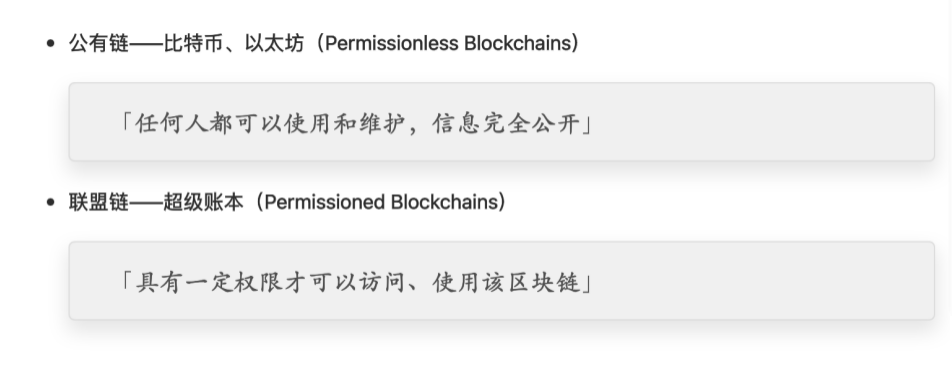 公有链——比特币、以太坊（Permissionless Blockchains）
「任何人都可以使用和维护，信息完全公开」
联盟链——超级账本（Permissioned Blockchains）
「具有一定权限才可以访问、使用该区块链」